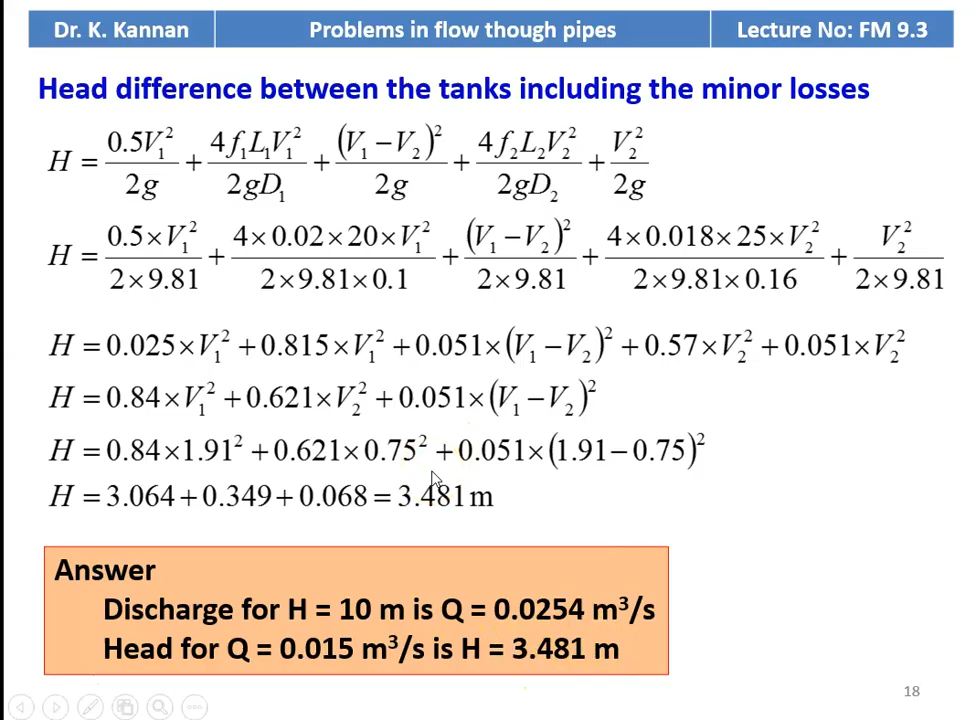 Dr. K. Kannan Problems in flow though pipes Lecture No: FM 9.3
Head difference between the tanks including the minor losses
H = 0.5V₁²/2g + 4f₁L₁V₁²/2gD₁ + (V₁ − V₂)²/2g + 4f₂L₂V₂²/2gD₂ + V₂²/2g
H = 0.5×V₁²/2×9.81 + 4×0.02×20×V₁²/2×9.81×0.1 + (V₁ − V₂)²/2×9.81 + 4×0.018×25×V₂²/2×9.81×0.16 + V₂²/2×9.81
H = 0.025×V₁² + 0.815×V₁² + 0.051×(V₁ − V₂)² + 0.57×V₂² + 0.051×V₂²
H = 0.84×V₁² + 0.621×V₂² + 0.051×(V₁ − V₂)²
H = 0.84×1.91² + 0.621×0.75² + 0.051×(1.91 − 0.75)²
H = 3.064 + 0.349 + 0.068 = 3.481 m
Answer
Discharge for H = 10 m is Q = 0.0254 m³/s
Head for Q = 0.015 m³/s is H = 3.481 m
18